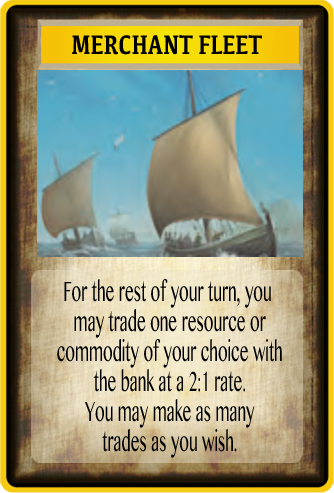 MERCHANT FLEET
For the rest of your turn, you
may trade one resource or
commodity of your choice with
the bank at a 2:1 rate.
You may make as many
trades as you wish.